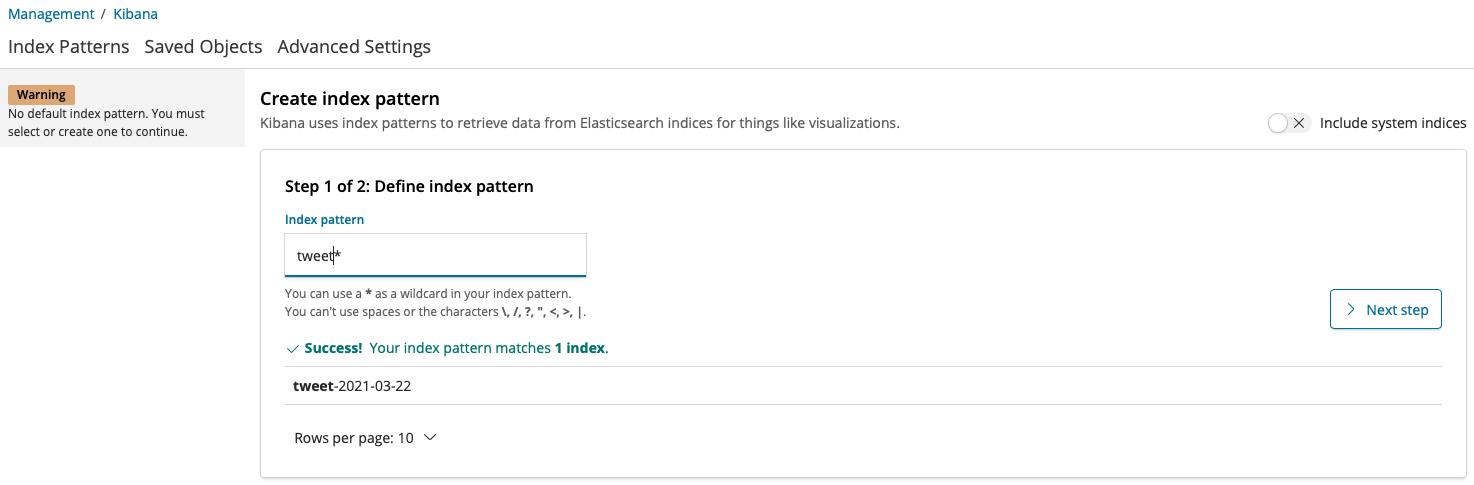 Management / Kibana
Index Patterns Saved Objects Advanced Settings
Warning
No default index pattern. You must
select or create one to continue.
Create index pattern
Kibana uses index patterns to retrieve data from Elasticsearch indices for things like visualizations.
Include system indices
Step 1 of 2: Define index pattern
Index pattern
tweet*
You can use a * as a wildcard in your index pattern.
You can't use spaces or the characters \, /, ?, ", <, >, |.
Next step
Success! Your index pattern matches 1 index.
tweet-2021-03-22
Rows per page: 10